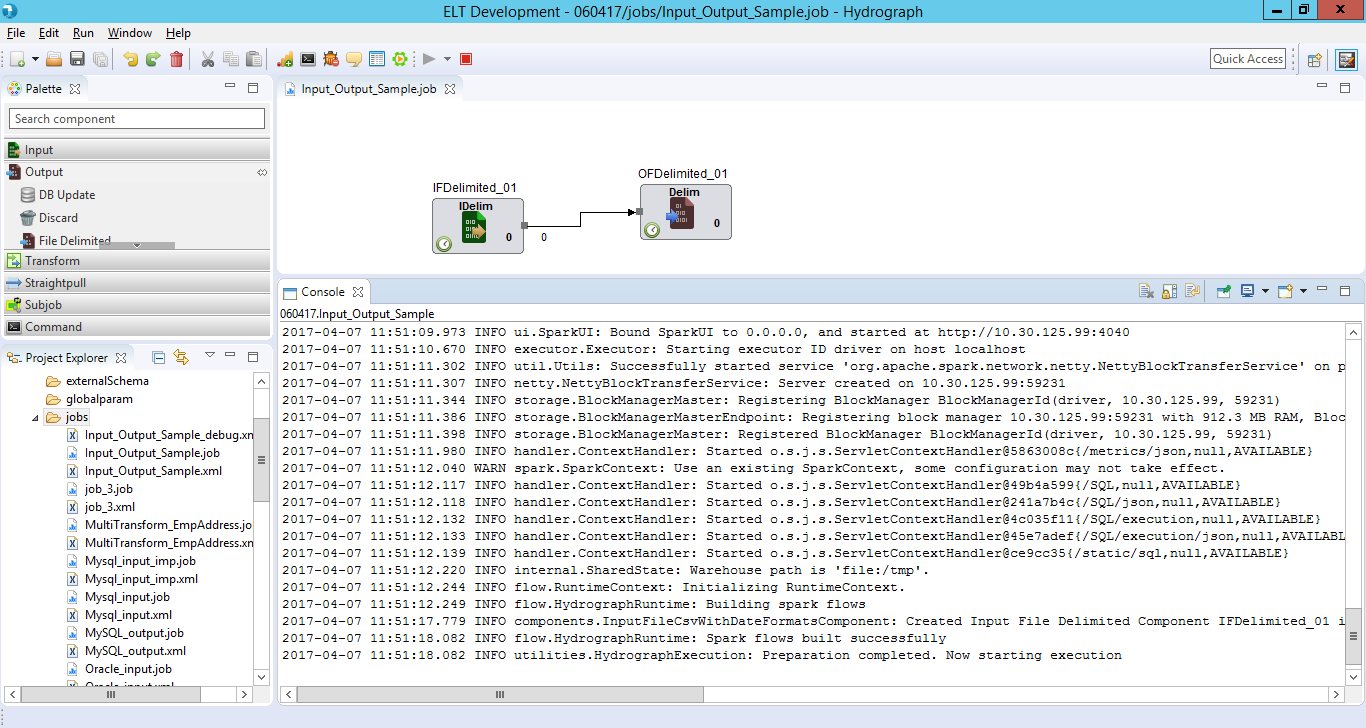 ELT Development - 060417/jobs/Input_Output_Sample.job - Hydrograph
File Edit Run Window Help
Quick Access
Palette
Search component
Input
Output
DB Update
Discard
File Delimited
Transform
Straightpull
Subjob
Command
Project Explorer
externalSchema
globalparam
jobs
Input_Output_Sample_debug.xm
Input_Output_Sample.job
Input_Output_Sample.xml
job_3.job
job_3.xml
MultiTransform_EmpAddress.jo
MultiTransform_EmpAddress.xn
Mysql_input_imp.job
Mysql_input_imp.xml
Mysql_input.job
Mysql_input.xml
MySQL_output.job
MySQL_output.xml
Oracle_input.job
Oracle_input.xml
Input_Output_Sample.job
IFDelimited_01
IDelim
0
0
OFDelimited_01
Delim
0
Console
060417.Input_Output_Sample
2017-04-07 11:51:09.973 INFO ui.SparkUI: Bound SparkUI to 0.0.0.0, and started at http://10.30.125.99:4040
2017-04-07 11:51:10.670 INFO executor.Executor: Starting executor ID driver on host localhost
2017-04-07 11:51:11.302 INFO util.Utils: Successfully started service 'org.apache.spark.network.netty.NettyBlockTransferService' on p
2017-04-07 11:51:11.307 INFO netty.NettyBlockTransferService: Server created on 10.30.125.99:59231
2017-04-07 11:51:11.344 INFO storage.BlockManagerMaster: Registering BlockManager BlockManagerId(driver, 10.30.125.99, 59231)
2017-04-07 11:51:11.386 INFO storage.BlockManagerMasterEndpoint: Registering block manager 10.30.125.99:59231 with 912.3 MB RAM, Bloc
2017-04-07 11:51:11.398 INFO storage.BlockManagerMaster: Registered BlockManager BlockManagerId(driver, 10.30.125.99, 59231)
2017-04-07 11:51:11.980 INFO handler.ContextHandler: Started o.s.j.s.ServletContextHandler@5863008c{/metrics/json,null,AVAILABLE}
2017-04-07 11:51:12.040 WARN spark.SparkContext: Use an existing SparkContext, some configuration may not take effect.
2017-04-07 11:51:12.117 INFO handler.ContextHandler: Started o.s.j.s.ServletContextHandler@49b4a599{/SQL,null,AVAILABLE}
2017-04-07 11:51:12.118 INFO handler.ContextHandler: Started o.s.j.s.ServletContextHandler@241a7b4c{/SQL/json,null,AVAILABLE}
2017-04-07 11:51:12.132 INFO handler.ContextHandler: Started o.s.j.s.ServletContextHandler@4c035f11{/SQL/execution,null,AVAILABLE}
2017-04-07 11:51:12.133 INFO handler.ContextHandler: Started o.s.j.s.ServletContextHandler@45e7adef{/SQL/execution/json,null,AVAILABL
2017-04-07 11:51:12.139 INFO handler.ContextHandler: Started o.s.j.s.ServletContextHandler@ce9cc35{/static/sql,null,AVAILABLE}
2017-04-07 11:51:12.220 INFO internal.SharedState: Warehouse path is 'file:/tmp'.
2017-04-07 11:51:12.244 INFO flow.RuntimeContext: Initializing RuntimeContext.
2017-04-07 11:51:12.249 INFO flow.HydrographRuntime: Building spark flows
2017-04-07 11:51:17.779 INFO components.InputFileCsvWithDateFormatsComponent: Created Input File Delimited Component IFDelimited_01 i
2017-04-07 11:51:18.082 INFO flow.HydrographRuntime: Spark flows built successfully
2017-04-07 11:51:18.082 INFO utilities.HydrographExecution: Preparation completed. Now starting execution